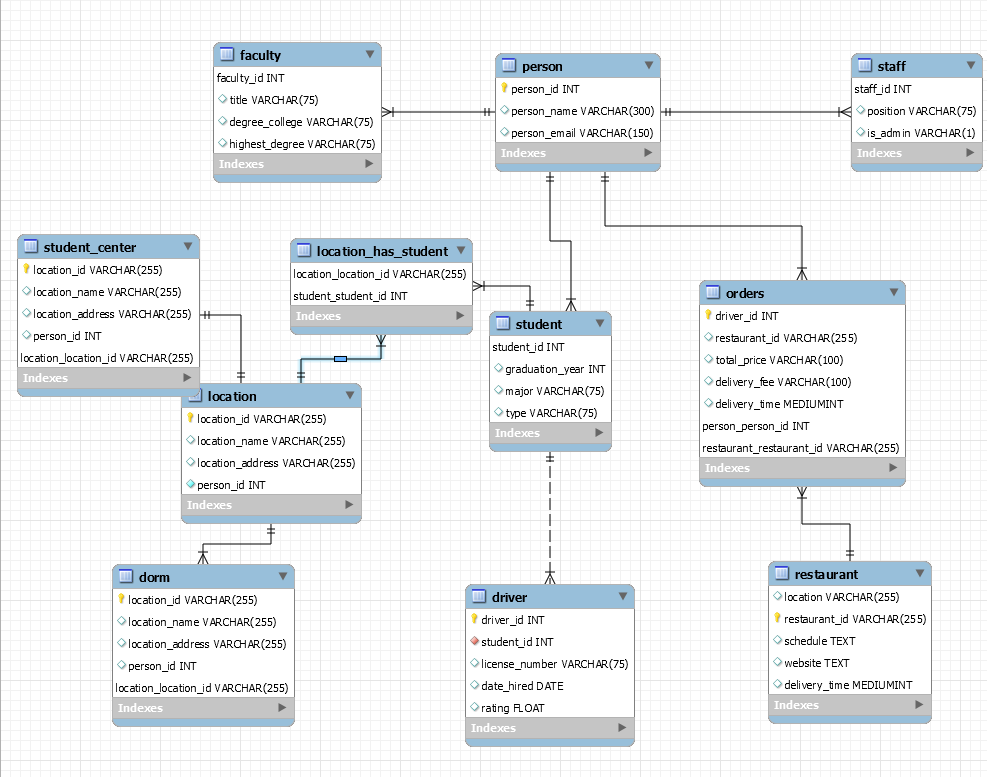 faculty
faculty_id INT
title VARCHAR(75)
degree_college VARCHAR(75)
highest_degree VARCHAR(75)
Indexes
person
person_id INT
person_name VARCHAR(300)
person_email VARCHAR(150)
Indexes
staff
staff_id INT
position VARCHAR(75)
is_admin VARCHAR(1)
Indexes
student_center
location_id VARCHAR(255)
location_name VARCHAR(255)
location_address VARCHAR(255)
person_id INT
location_location_id VARCHAR(255)
Indexes
location_has_student
location_location_id VARCHAR(255)
student_student_id INT
Indexes
student
student_id INT
graduation_year INT
major VARCHAR(75)
type VARCHAR(75)
Indexes
orders
driver_id INT
restaurant_id VARCHAR(255)
total_price VARCHAR(100)
delivery_fee VARCHAR(100)
delivery_time MEDIUMINT
person_person_id INT
restaurant_restaurant_id VARCHAR(255)
Indexes
location
location_id VARCHAR(255)
location_name VARCHAR(255)
location_address VARCHAR(255)
person_id INT
Indexes
dorm
location_id VARCHAR(255)
location_name VARCHAR(255)
location_address VARCHAR(255)
person_id INT
location_location_id VARCHAR(255)
Indexes
driver
driver_id INT
student_id INT
license_number VARCHAR(75)
date_hired DATE
rating FLOAT
Indexes
restaurant
location VARCHAR(255)
restaurant_id VARCHAR(255)
schedule TEXT
website TEXT
delivery_time MEDIUMINT
Indexes